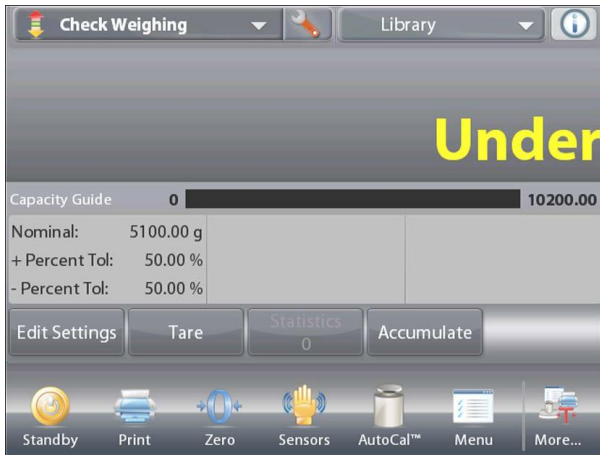 Check Weighing
Library
Under
Capacity Guide 0 10200.00
Nominal: 5100.00 g
+ Percent Tol: 50.00 %
- Percent Tol: 50.00 %
Edit Settings Tare Statistics 0 Accumulate
Standby Print Zero Sensors AutoCal™ Menu More...